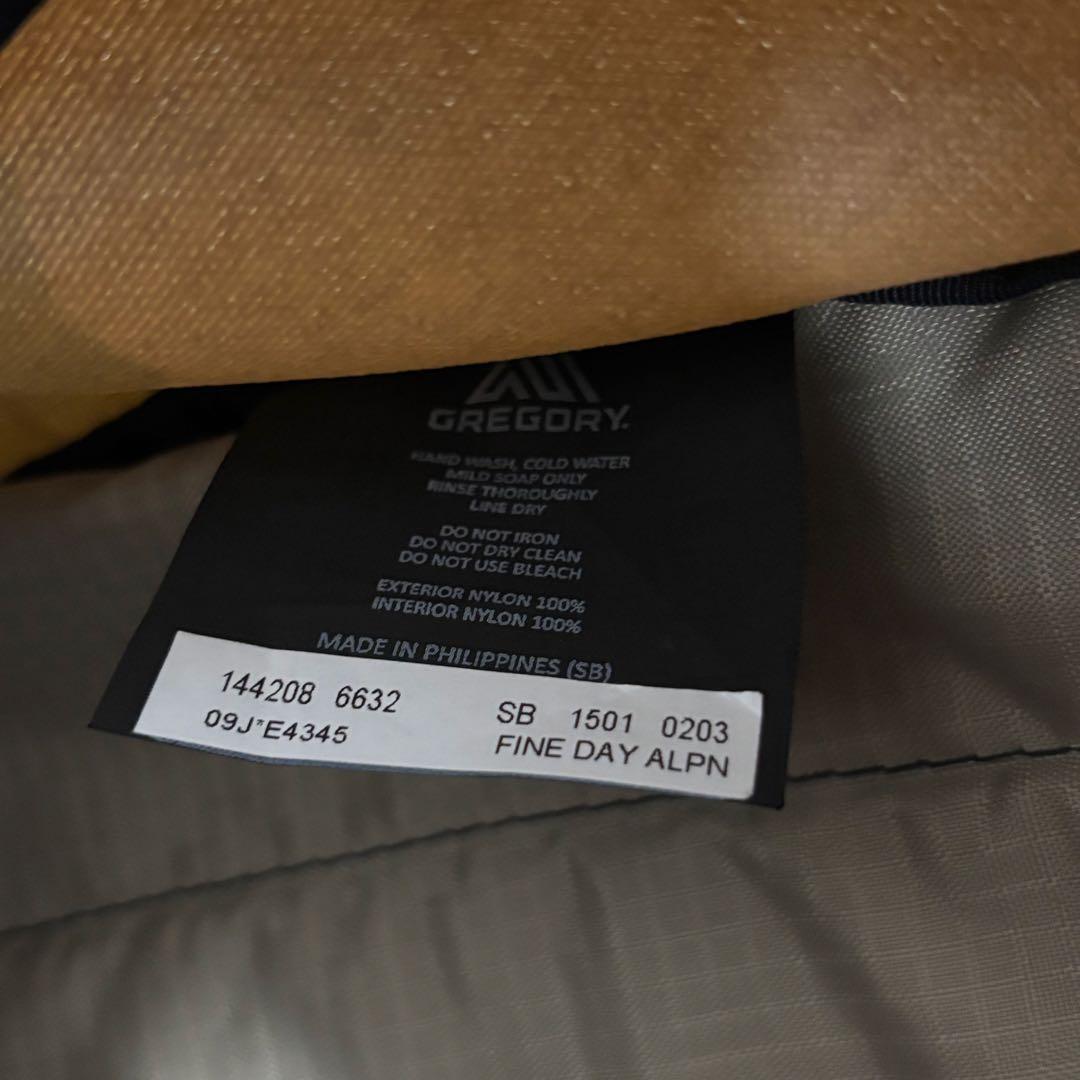 GREGORY.
HAND WASH, COLD WATER
MILD SOAP ONLY
RINSE THOROUGHLY
LINE DRY
DO NOT IRON
DO NOT DRY CLEAN
DO NOT USE BLEACH
EXTERIOR NYLON 100%
INTERIOR NYLON 100%
MADE IN PHILIPPINES (SB)
144208 6632 SB 1501 0203
09J*E4345 FINE DAY ALPN